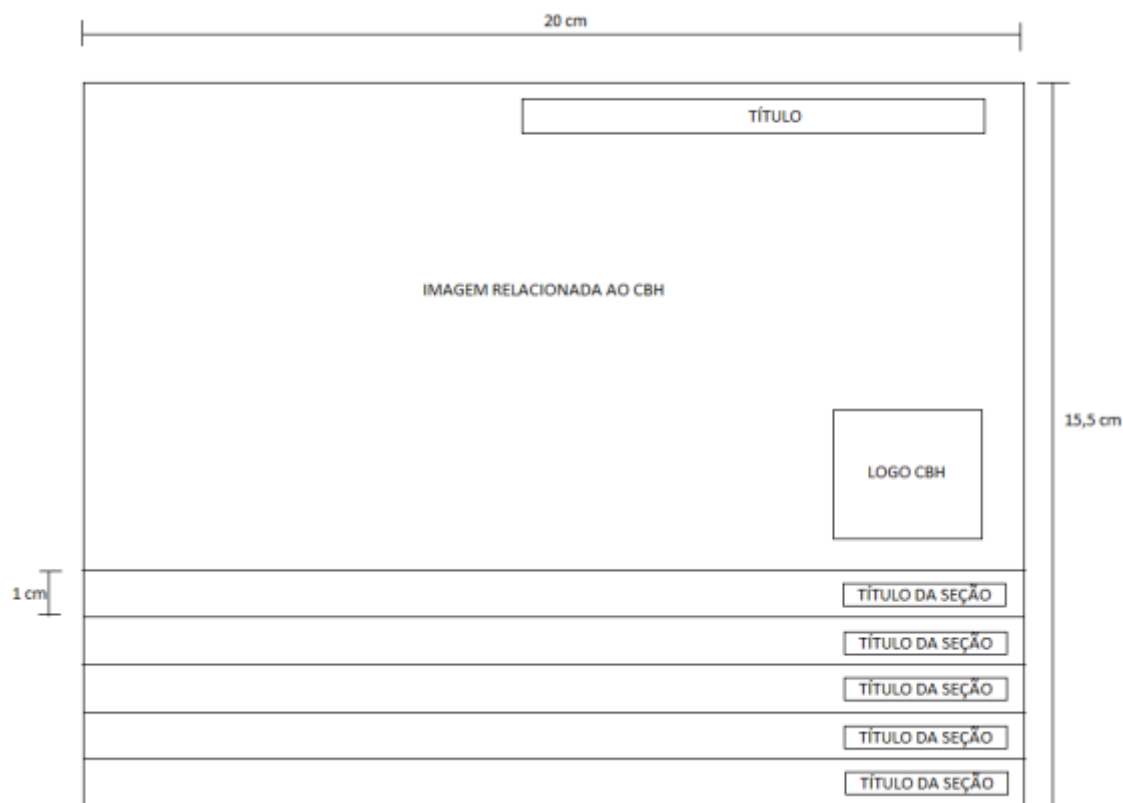 20 cm
TÍTULO
IMAGEM RELACIONADA AO CBH
15,5 cm
LOGO CBH
1 cm
TÍTULO DA SEÇÃO
TÍTULO DA SEÇÃO
TÍTULO DA SEÇÃO
TÍTULO DA SEÇÃO
TÍTULO DA SEÇÃO